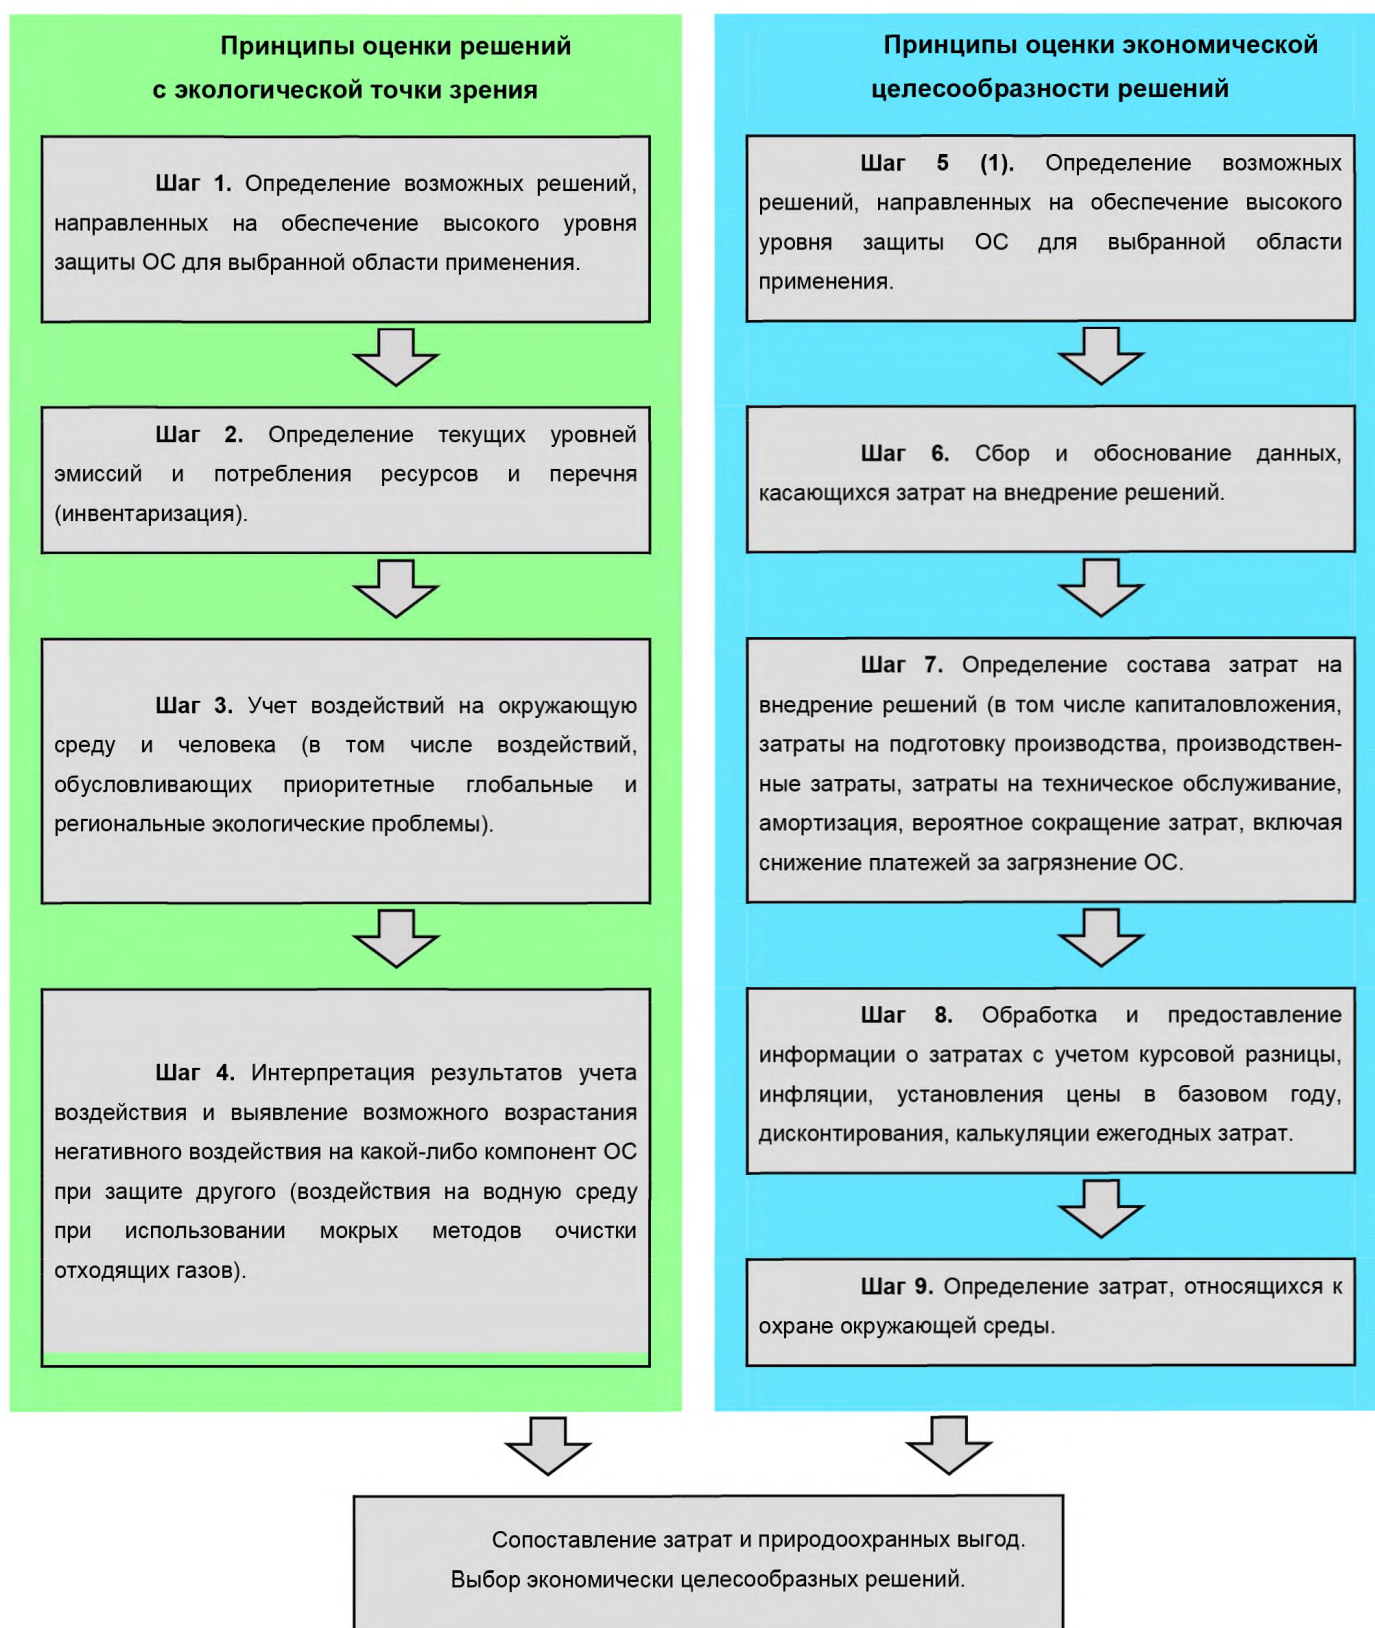 Принципы оценки решений
с экологической точки зрения
Шаг 1. Определение возможных решений,
направленных на обеспечение высокого уровня
защиты ОС для выбранной области применения.
Шаг 2. Определение текущих уровней
эмиссий и потребления ресурсов и перечня
(инвентаризация).
Шаг 3. Учет воздействий на окружающую
среду и человека (в том числе воздействий,
обусловливающих приоритетные глобальные и
региональные экологические проблемы).
Шаг 4. Интерпретация результатов учета
воздействия и выявление возможного возрастания
негативного воздействия на какой-либо компонент ОС
при защите другого (воздействия на водную среду
при использовании мокрых методов очистки
отходящих газов).
Принципы оценки экономической
целесообразности решений
Шаг 5 (1). Определение возможных
решений, направленных на обеспечение высокого
уровня защиты ОС для выбранной области
применения.
Шаг 6. Сбор и обоснование данных,
касающихся затрат на внедрение решений.
Шаг 7. Определение состава затрат на
внедрение решений (в том числе капиталовложения,
затраты на подготовку производства, производствен-
ные затраты, затраты на техническое обслуживание,
амортизация, вероятное сокращение затрат, включая
снижение платежей за загрязнение ОС.
Шаг 8. Обработка и предоставление
информации о затратах с учетом курсовой разницы,
инфляции, установления цены в базовом году,
дисконтирования, калькуляции ежегодных затрат.
Шаг 9. Определение затрат, относящихся к
охране окружающей среды.
Сопоставление затрат и природоохранных выгод.
Выбор экономически целесообразных решений.